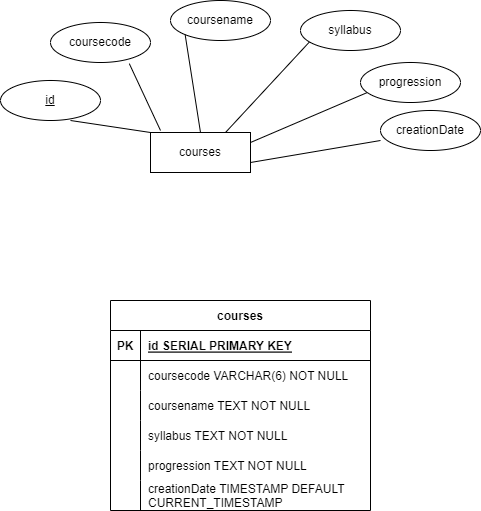 coursename
syllabus
coursecode
progression
id
creationDate
courses
courses
PK id SERIAL PRIMARY KEY
coursecode VARCHAR(6) NOT NULL
coursename TEXT NOT NULL
syllabus TEXT NOT NULL
progression TEXT NOT NULL
creationDate TIMESTAMP DEFAULT
CURRENT_TIMESTAMP